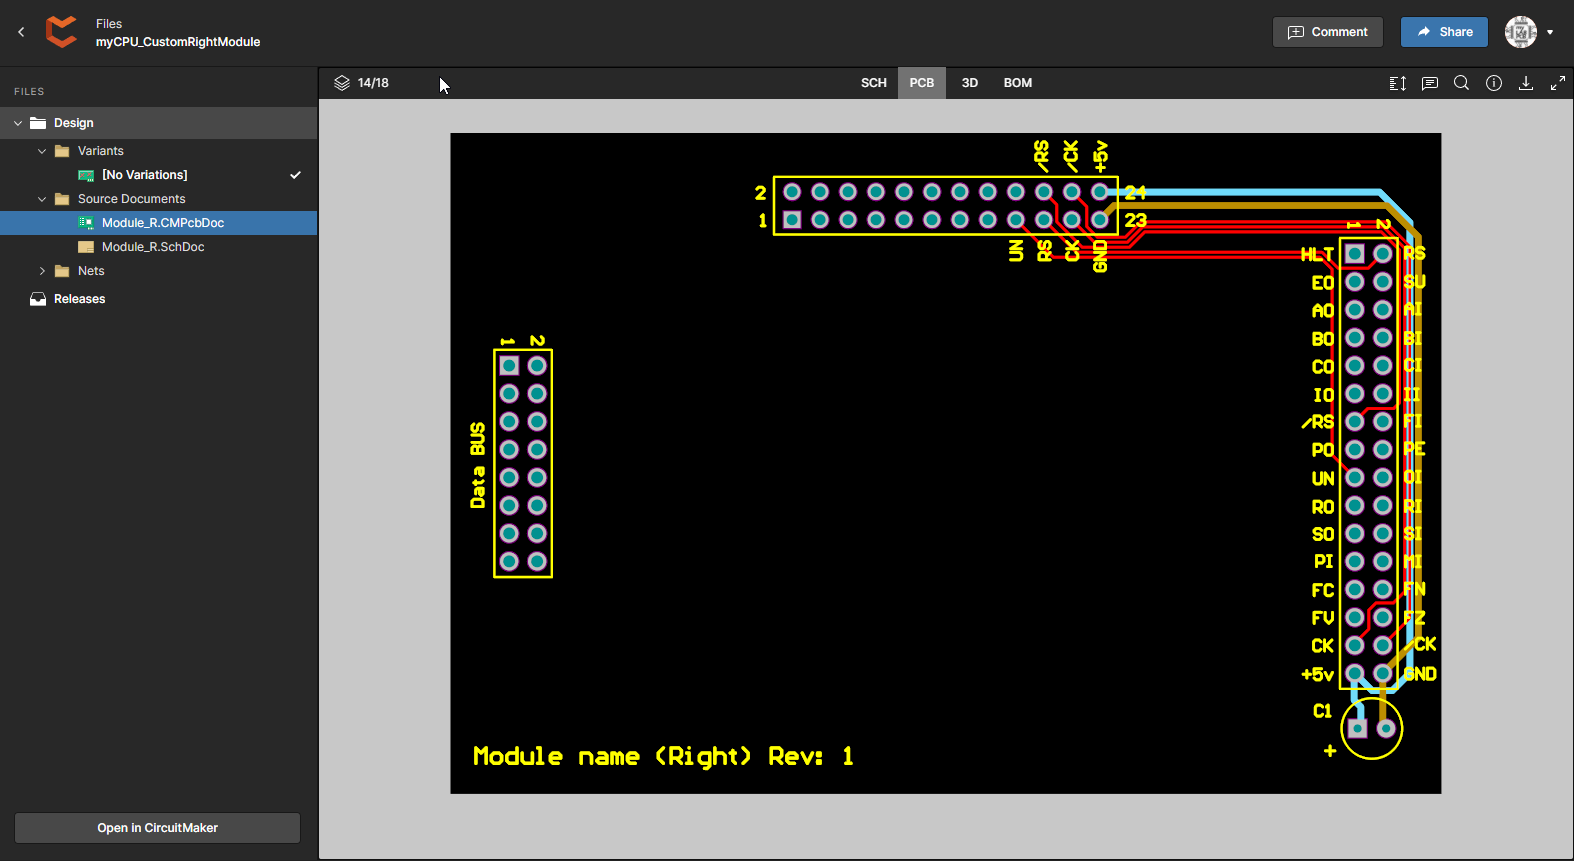 Files
myCPU_CustomRightModule
Comment
Share
FILES
Design
Variants
[No Variations]
Source Documents
Module_R.CMPcbDoc
Module_R.SchDoc
Nets
Releases
Open in CircuitMaker
14/18
SCH PCB 3D BOM
/RS /CK +5v
2 24
1 23
UN RS CK GND
1 2
HLT RS
EO SU
AO AI
BO BI
CO CI
IO II
/RS FI
PO PE
UN OI
RO RI
SO SI
PI MI
FC FN
FV FZ
CK /CK
+5v GND
C1
+
1 2
Data BUS
Module name (Right) Rev: 1